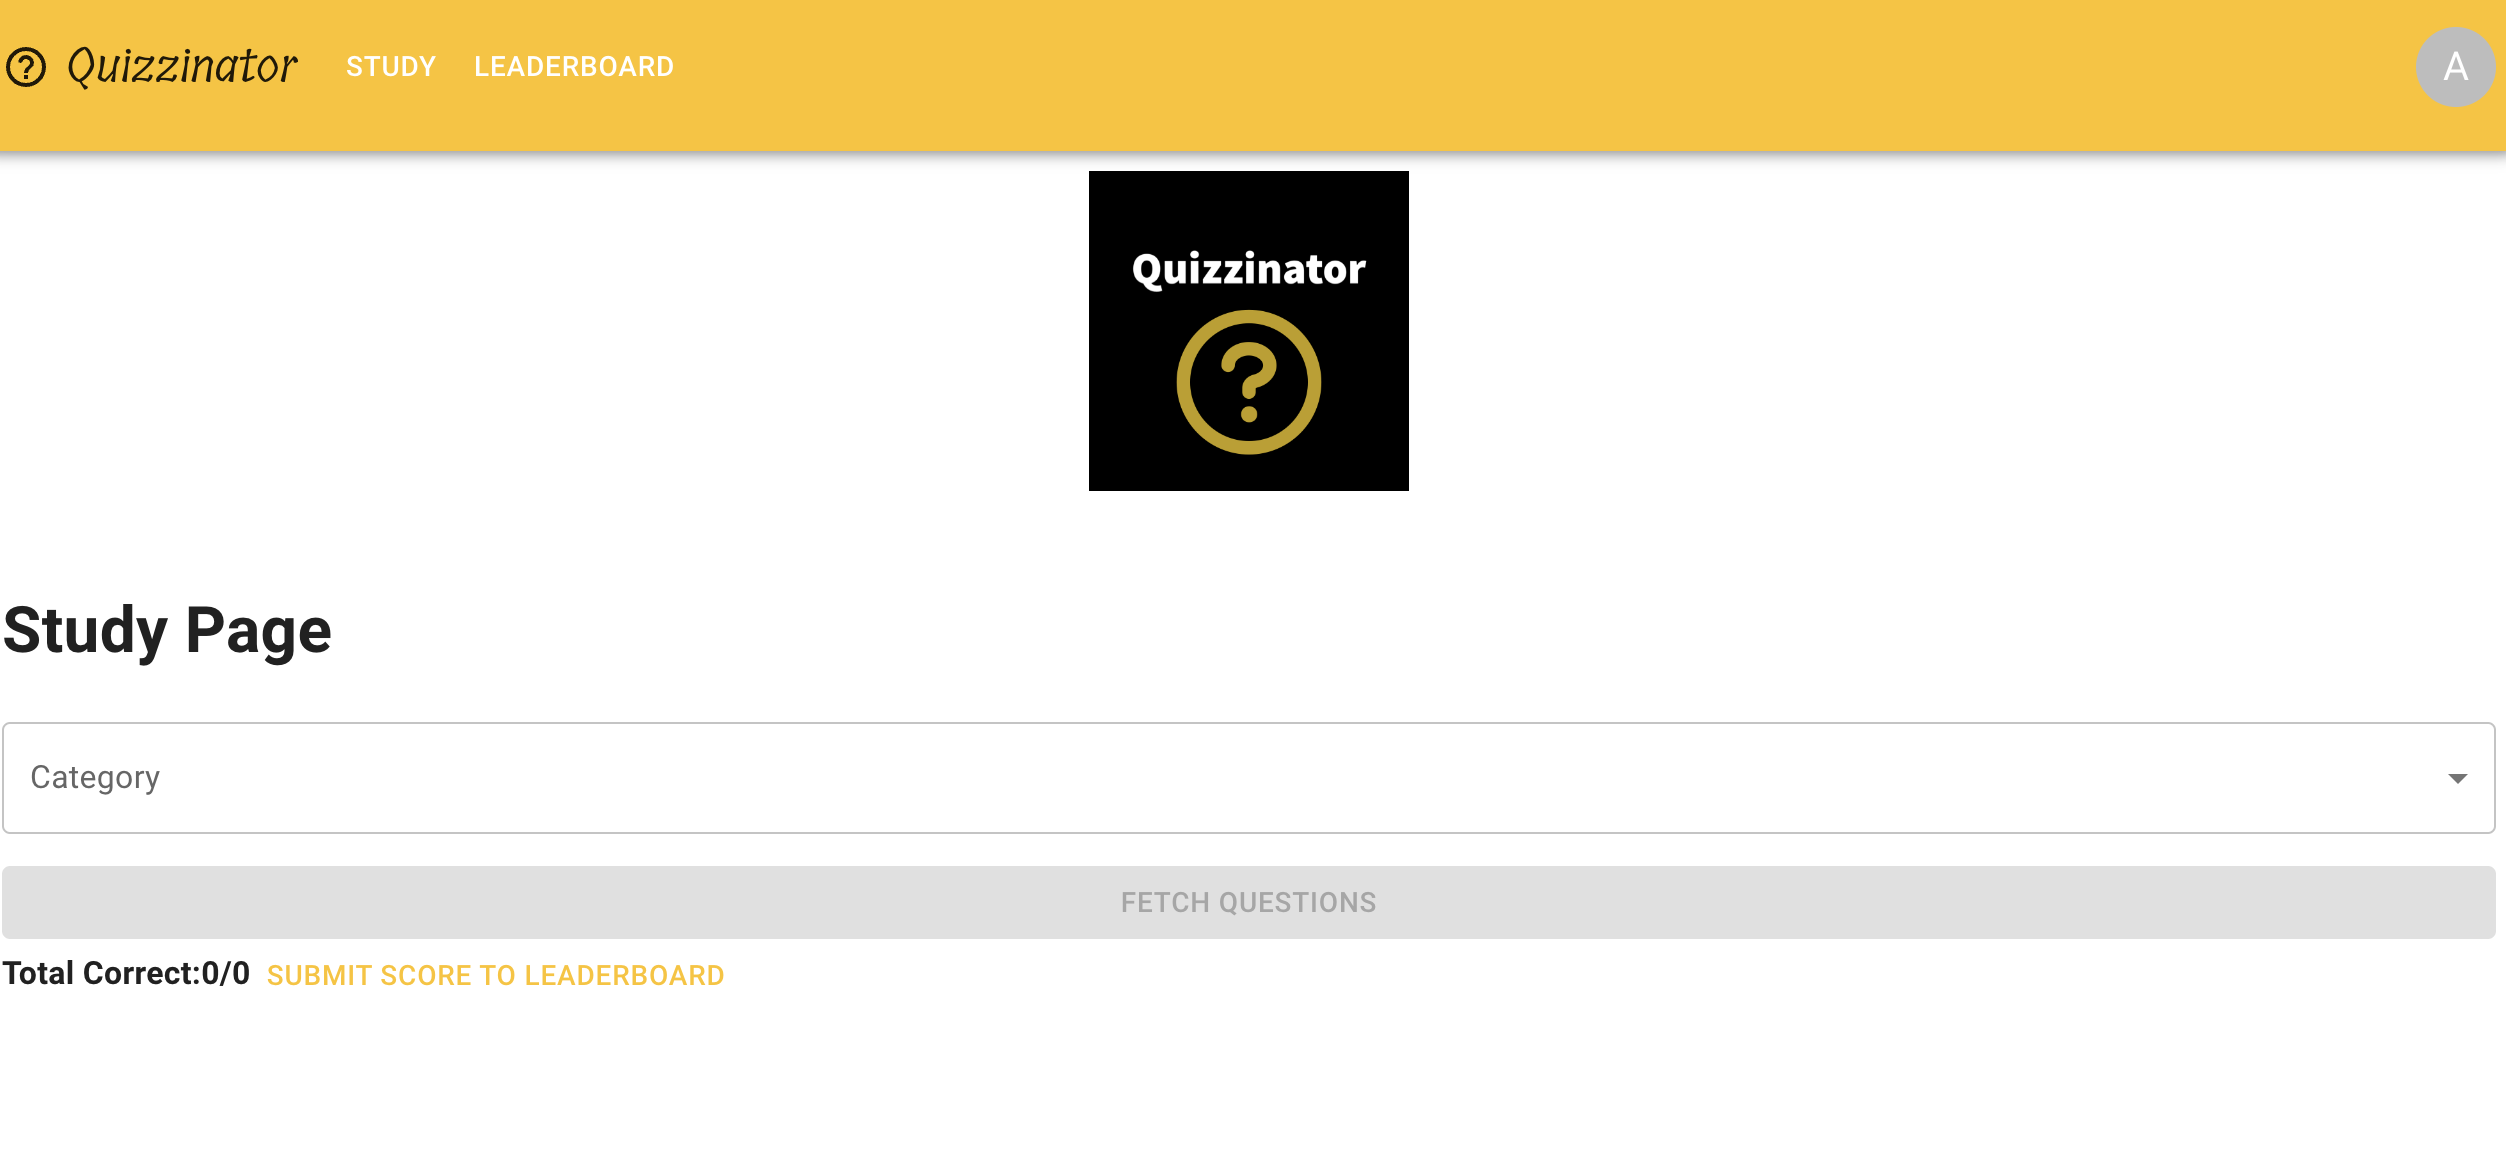 Quizzinator STUDY LEADERBOARD A
Quizzinator
?
Study Page
Category
FETCH QUESTIONS
Total Correct:0/0 SUBMIT SCORE TO LEADERBOARD